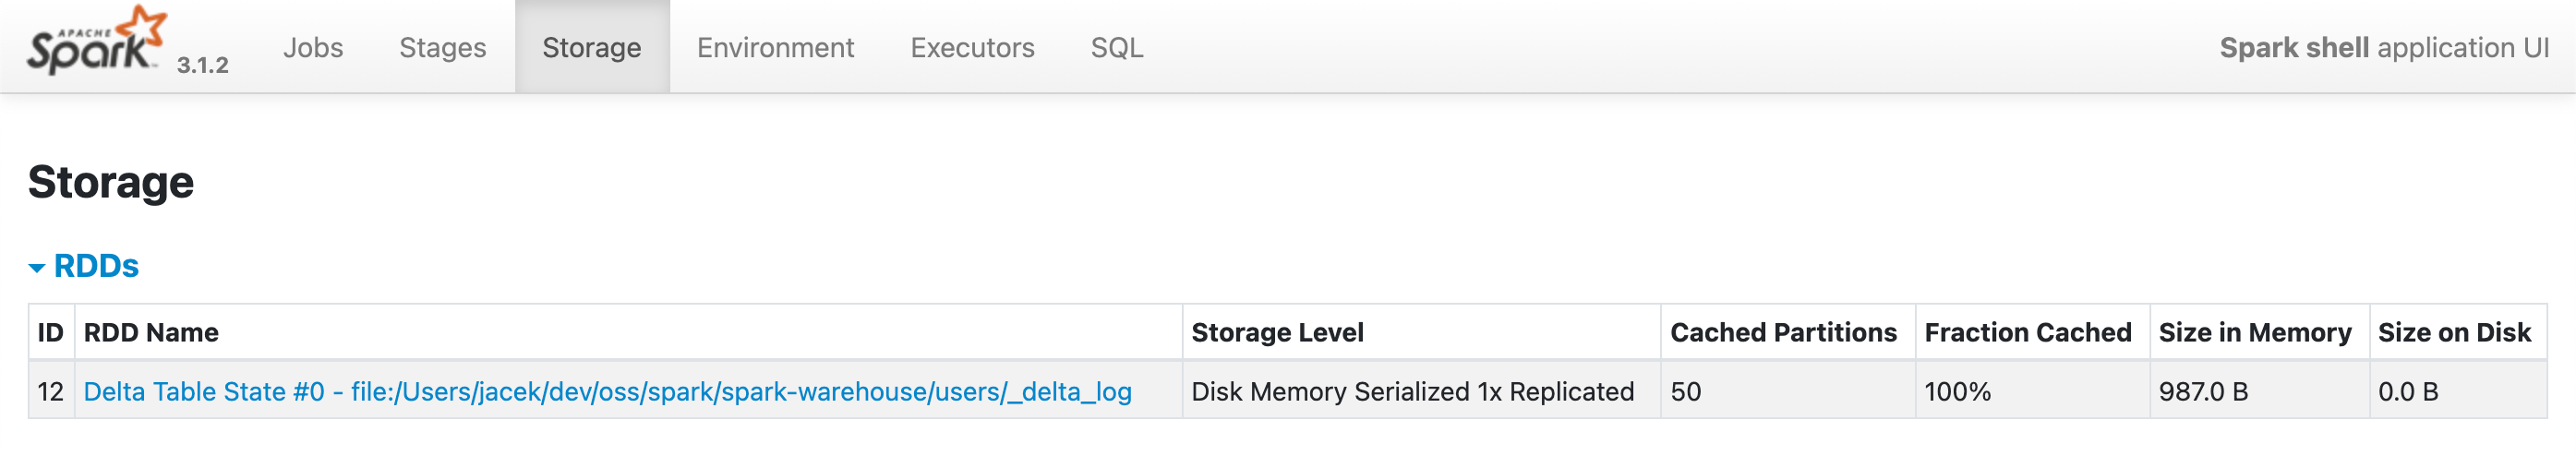 APACHE
Spark 3.1.2 Jobs Stages Storage Environment Executors SQL Spark shell application UI
Storage
RDDs
ID RDD Name Storage Level Cached Partitions Fraction Cached Size in Memory Size on Disk
12 Delta Table State #0 - file:/Users/jacek/dev/oss/spark/spark-warehouse/users/_delta_log Disk Memory Serialized 1x Replicated 50 100% 987.0 B 0.0 B